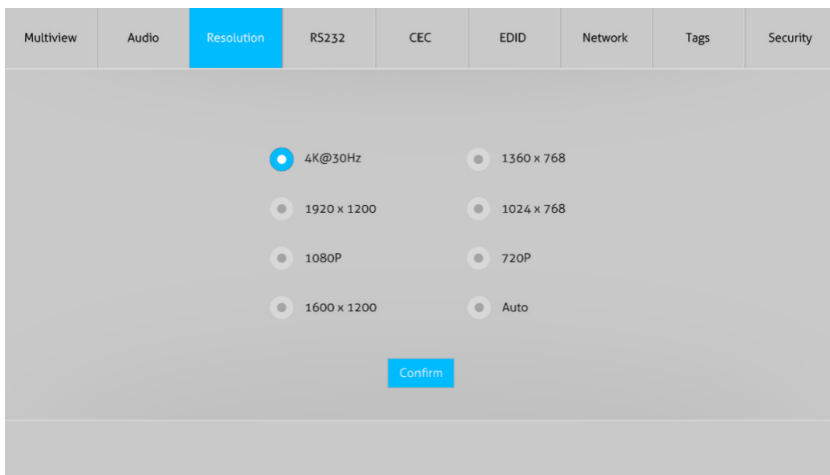 Multiview Audio Resolution RS232 CEC EDID Network Tags Security
4K@30Hz 1360 x 768
1920 x 1200 1024 x 768
1080P 720P
1600 x 1200 Auto
Confirm